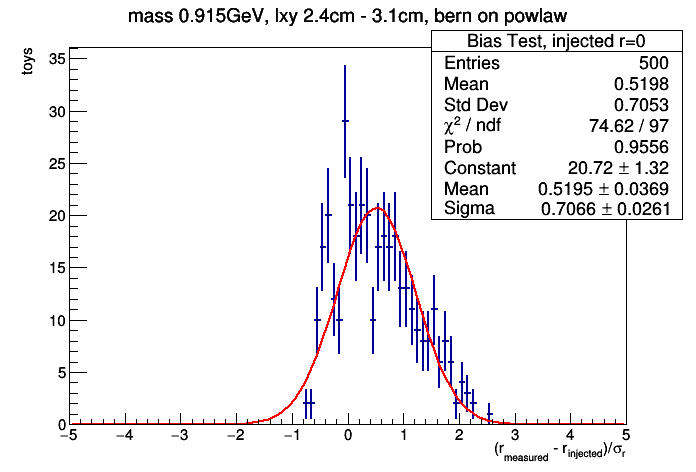 mass 0.915GeV, lxy 2.4cm - 3.1cm, bern on powlaw
Bias Test, injected r=0
Entries 500
Mean 0.5198
Std Dev 0.7053
χ² / ndf 74.62 / 97
Prob 0.9556
Constant 20.72 ± 1.32
Mean 0.5195 ± 0.0369
Sigma 0.7066 ± 0.0261
toys
35
30
25
20
15
10
5
0
−5 −4 −3 −2 −1 0 1 2 3 4 5
(r_measured - r_injected)/σ_r